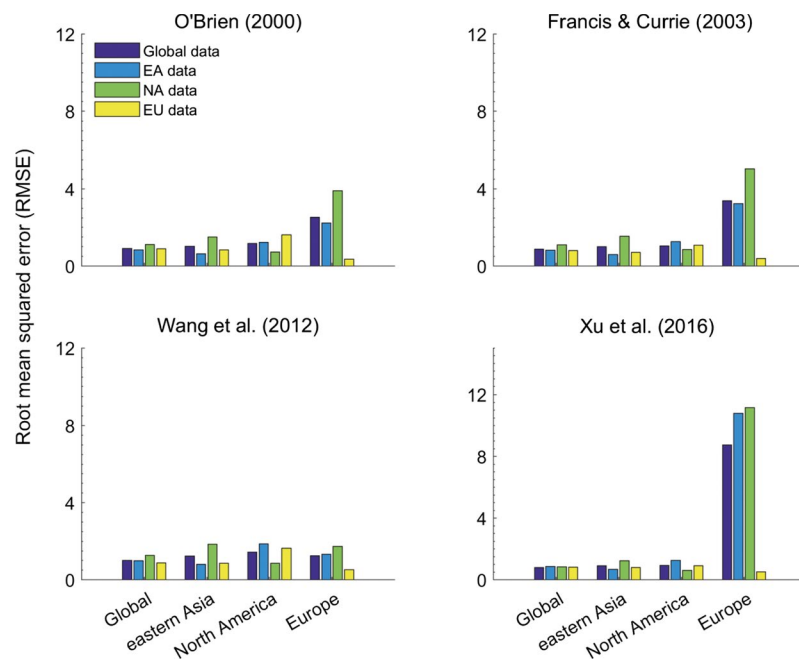 O'Brien (2000)
Francis & Currie (2003)
12
8
4
0
Global data
EA data
NA data
EU data
12
8
4
0
Root mean squared error (RMSE)
Wang et al. (2012)
Xu et al. (2016)
12
8
4
0
Global
eastern Asia
North America
Europe
12
8
4
0
Global
eastern Asia
North America
Europe